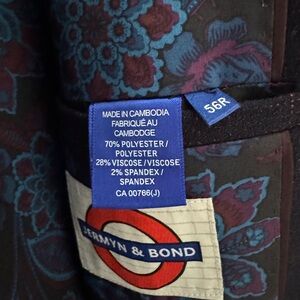 MADE IN CAMBODIA
FABRIQUÉ AU
CAMBODGE
70% POLYESTER /
POLYESTER
28% VISCOSE / VISCOSE
2% SPANDEX /
SPANDEX
CA 00766(J)
56R
JERMYN & BOND